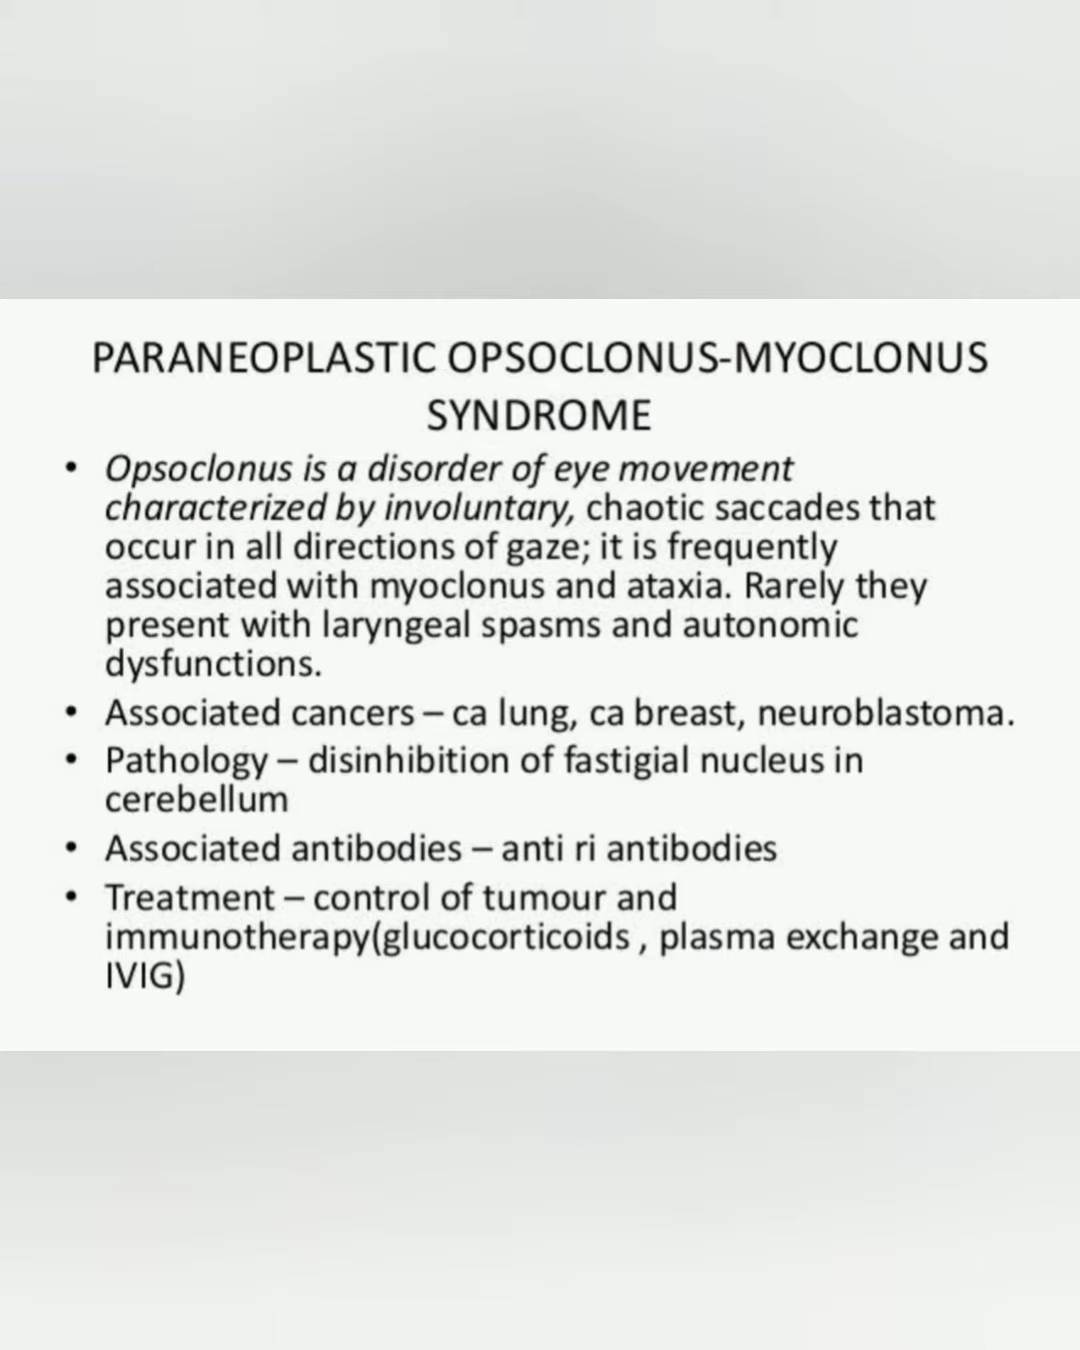 PARANEOPLASTIC OPSOCLONUS-MYOCLONUS
SYNDROME
• Opsoclonus is a disorder of eye movement
characterized by involuntary, chaotic saccades that
occur in all directions of gaze; it is frequently
associated with myoclonus and ataxia. Rarely they
present with laryngeal spasms and autonomic
dysfunctions.
• Associated cancers – ca lung, ca breast, neuroblastoma.
• Pathology – disinhibition of fastigial nucleus in
cerebellum
• Associated antibodies – anti ri antibodies
• Treatment – control of tumour and
immunotherapy(glucocorticoids , plasma exchange and
IVIG)